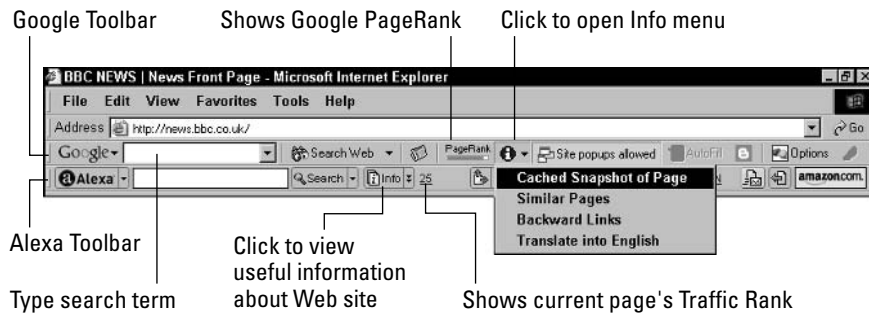 Google Toolbar
Shows Google PageRank
Click to open Info menu
BBC NEWS | News Front Page - Microsoft Internet Explorer
File Edit View Favorites Tools Help
Address http://news.bbc.co.uk/ Go
Google Search Web PageRank Site popups allowed AutoFill Options
Alexa Search Info 25 amazon.com.
Cached Snapshot of Page
Similar Pages
Backward Links
Translate into English
Alexa Toolbar
Click to view
useful information
about Web site
Type search term
Shows current page's Traffic Rank